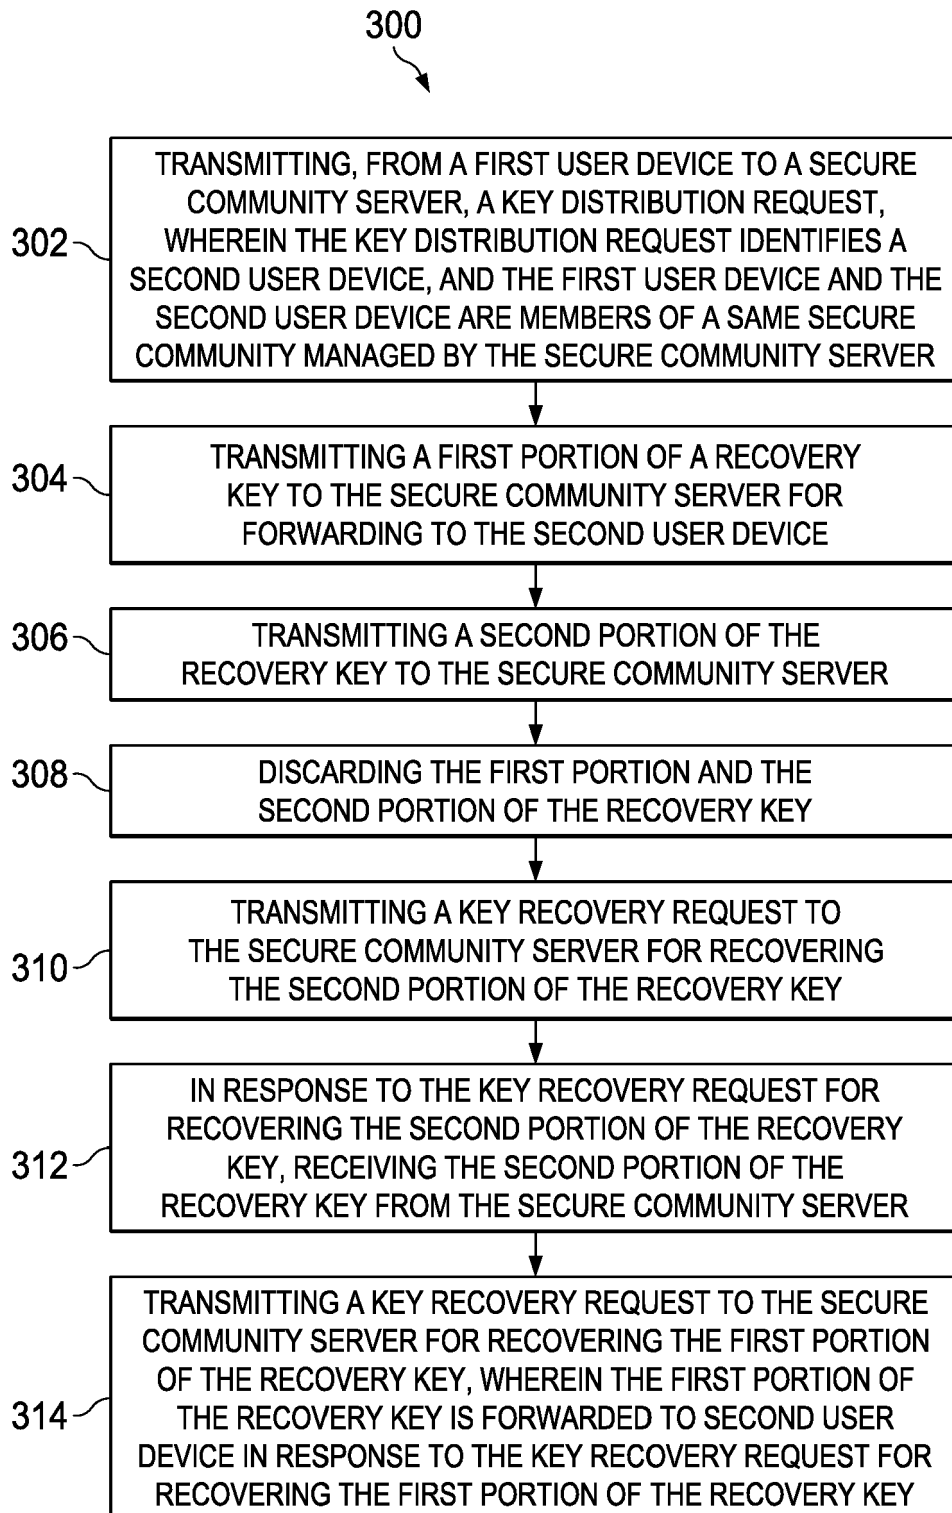 300
302
TRANSMITTING, FROM A FIRST USER DEVICE TO A SECURE
COMMUNITY SERVER, A KEY DISTRIBUTION REQUEST,
WHEREIN THE KEY DISTRIBUTION REQUEST IDENTIFIES A
SECOND USER DEVICE, AND THE FIRST USER DEVICE AND THE
SECOND USER DEVICE ARE MEMBERS OF A SAME SECURE
COMMUNITY MANAGED BY THE SECURE COMMUNITY SERVER
304
TRANSMITTING A FIRST PORTION OF A RECOVERY
KEY TO THE SECURE COMMUNITY SERVER FOR
FORWARDING TO THE SECOND USER DEVICE
306
TRANSMITTING A SECOND PORTION OF THE
RECOVERY KEY TO THE SECURE COMMUNITY SERVER
308
DISCARDING THE FIRST PORTION AND THE
SECOND PORTION OF THE RECOVERY KEY
310
TRANSMITTING A KEY RECOVERY REQUEST TO
THE SECURE COMMUNITY SERVER FOR RECOVERING
THE SECOND PORTION OF THE RECOVERY KEY
312
IN RESPONSE TO THE KEY RECOVERY REQUEST FOR
RECOVERING THE SECOND PORTION OF THE RECOVERY
KEY, RECEIVING THE SECOND PORTION OF THE
RECOVERY KEY FROM THE SECURE COMMUNITY SERVER
314
TRANSMITTING A KEY RECOVERY REQUEST TO THE SECURE
COMMUNITY SERVER FOR RECOVERING THE FIRST PORTION
OF THE RECOVERY KEY, WHEREIN THE FIRST PORTION OF
THE RECOVERY KEY IS FORWARDED TO SECOND USER
DEVICE IN RESPONSE TO THE KEY RECOVERY REQUEST FOR
RECOVERING THE FIRST PORTION OF THE RECOVERY KEY